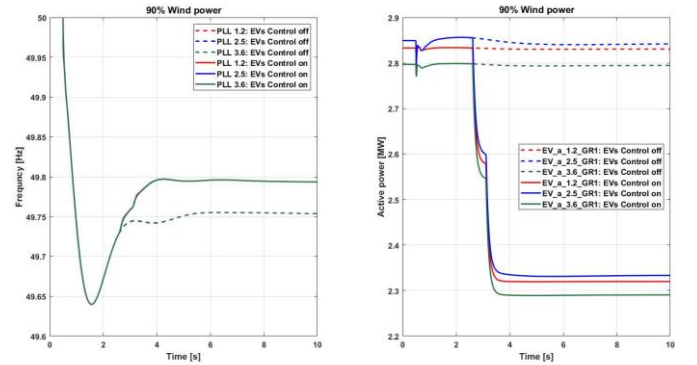 90% Wind power
50
49.95
49.9
49.85
49.8
49.75
49.7
49.65
49.6
Frequncy [Hz]
PLL 1.2: EVs Control off
PLL 2.5: EVs Control off
PLL 3.6: EVs Control off
PLL 1.2: EVs Control on
PLL 2.5: EVs Control on
PLL 3.6: EVs Control on
0 2 4 6 8 10
Time [s]
90% Wind power
2.9
2.8
2.7
2.6
2.5
2.4
2.3
2.2
Active power [MW]
EV_a_1.2_GR1: EVs Control off
EV_a_2.5_GR1: EVs Control off
EV_a_3.6_GR1: EVs Control off
EV_a_1.2_GR1: EVs Control on
EV_a_2.5_GR1: EVs Control on
EV_a_3.6_GR1: EVs Control on
0 2 4 6 8 10
Time [s]